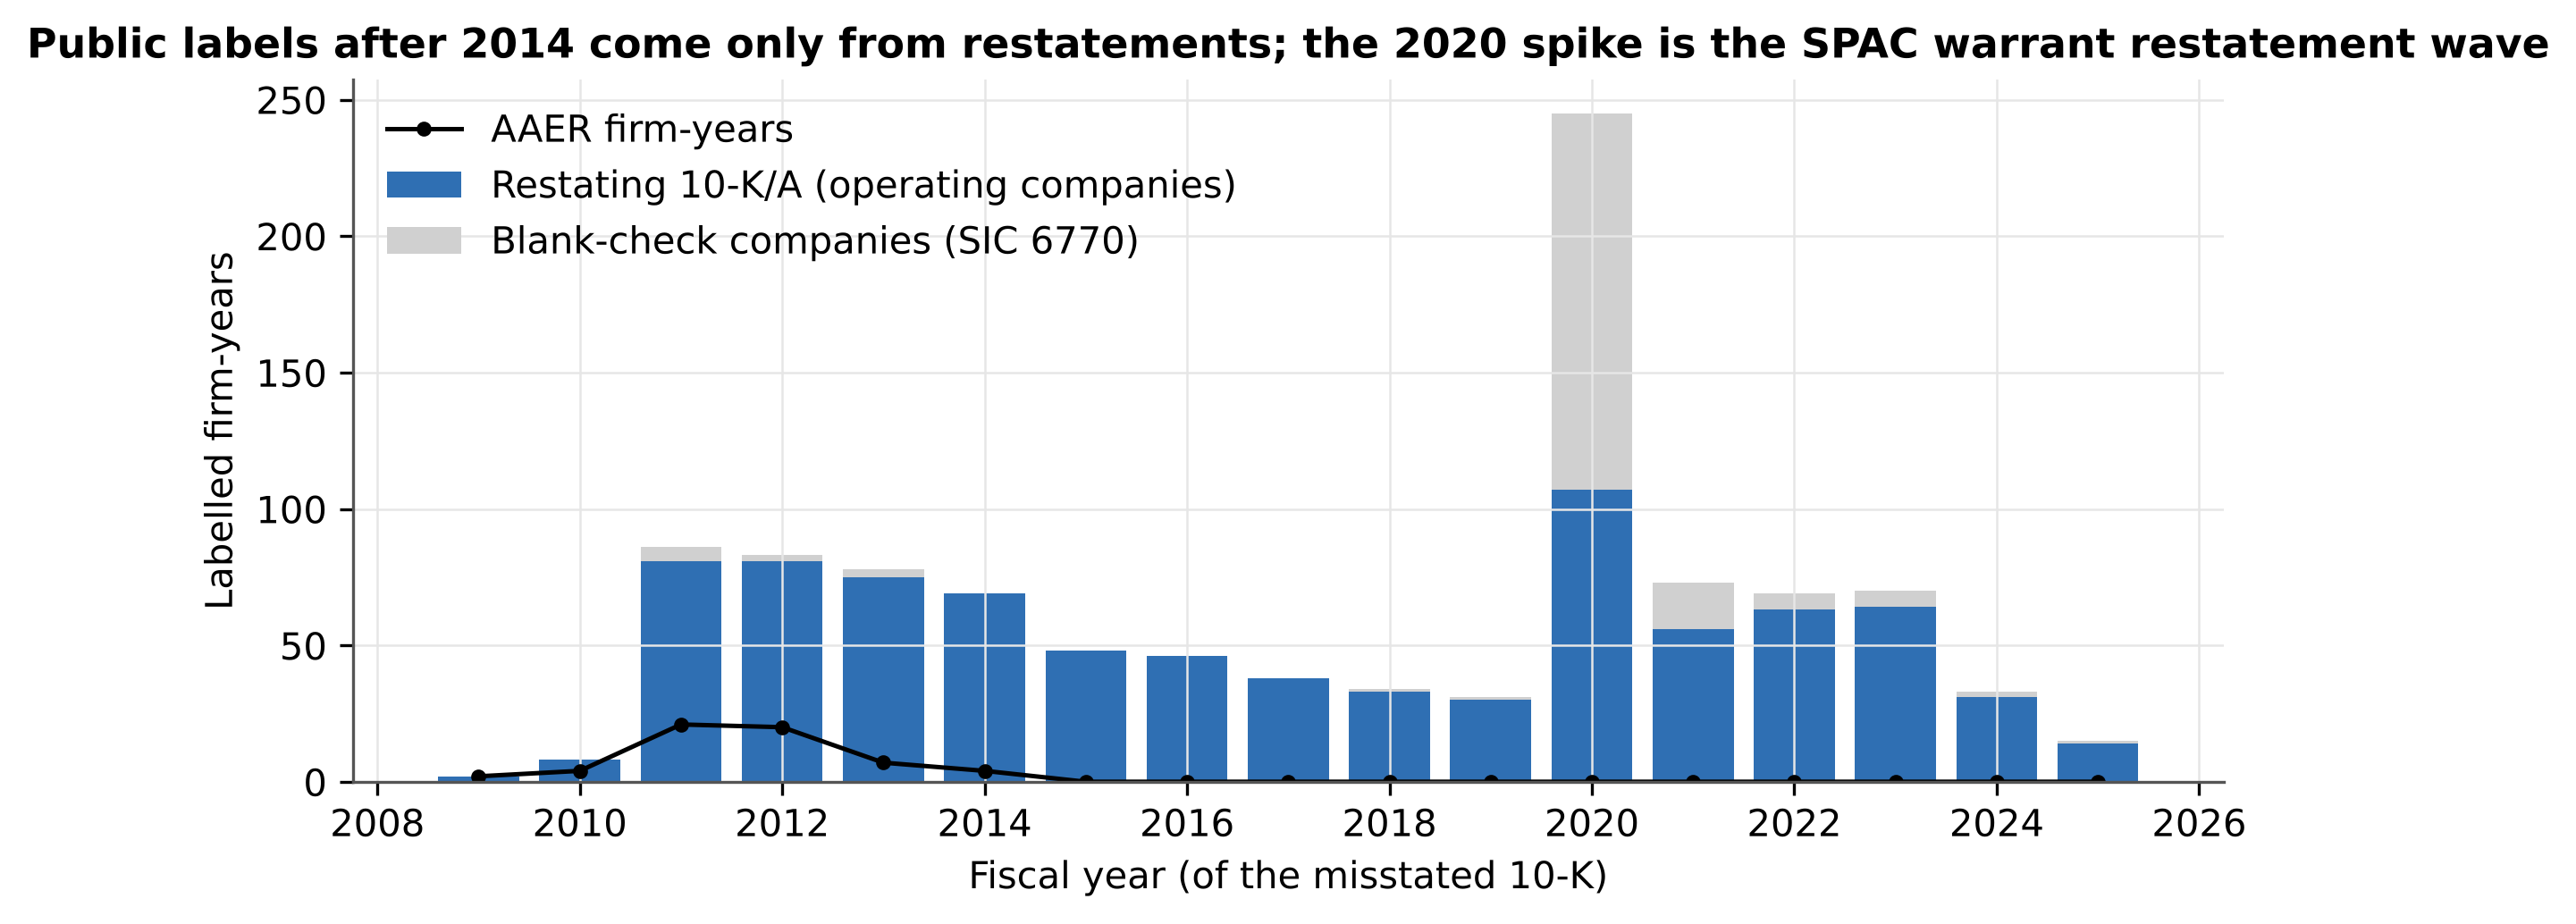 Public labels after 2014 come only from restatements; the 2020 spike is the SPAC warrant restatement wave
AAER firm-years
Restating 10-K/A (operating companies)
Blank-check companies (SIC 6770)
Labelled firm-years
250
200
150
100
50
0
2008 2010 2012 2014 2016 2018 2020 2022 2024 2026
Fiscal year (of the misstated 10-K)